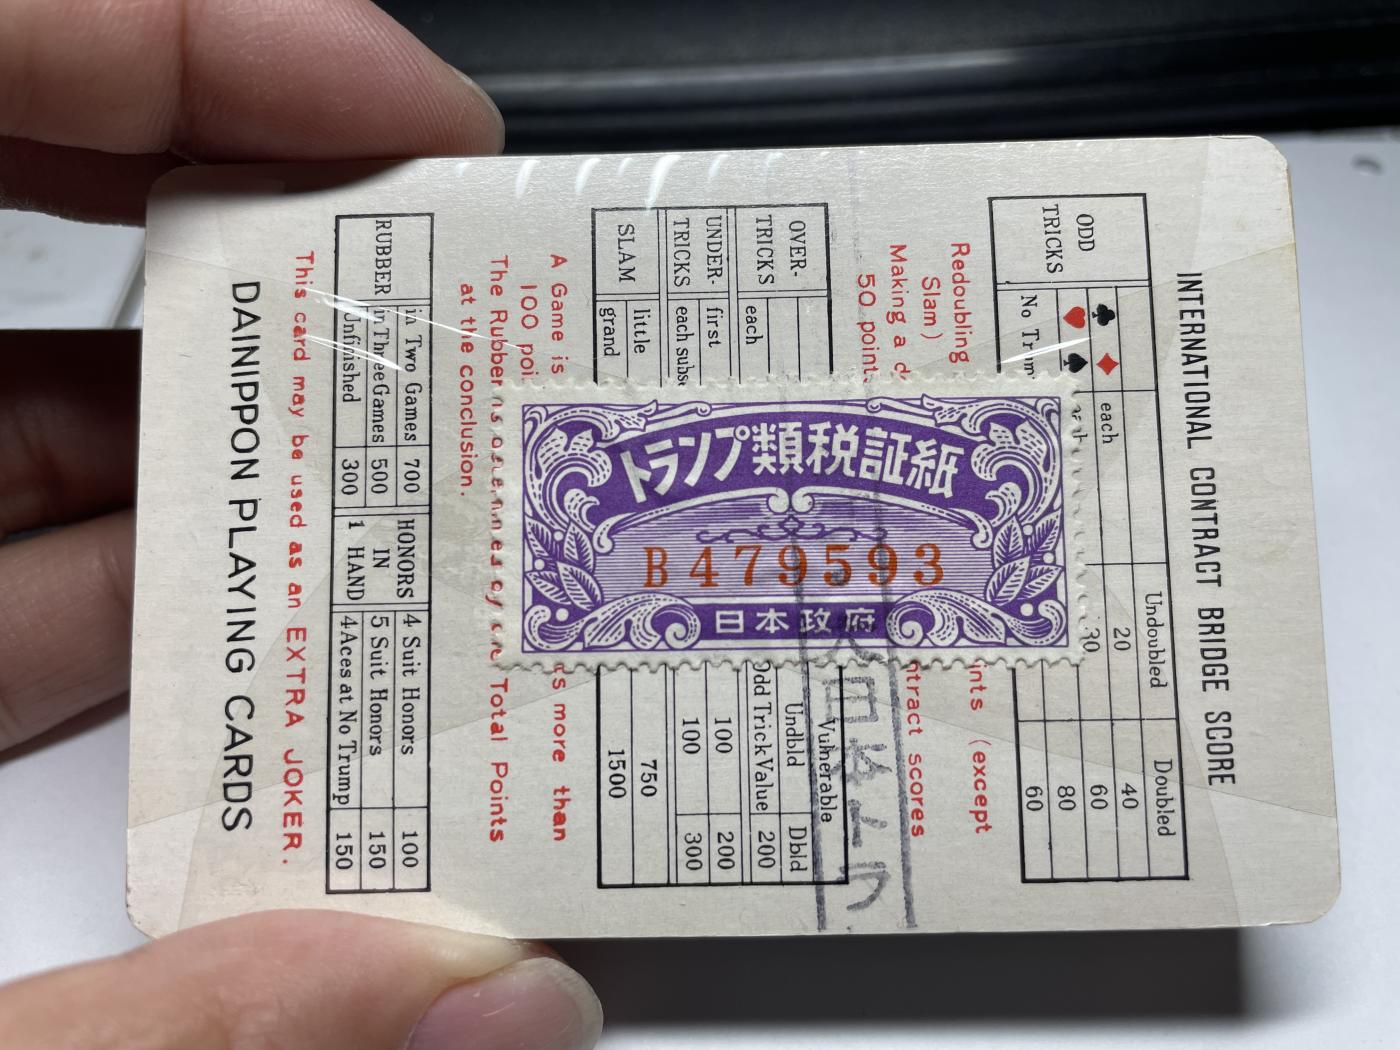 INTERNATIONAL CONTRACT BRIDGE SCORE
Undoubled Doubled
ODD
TRICKS
♣ ♦ each 20 40
♥ ♠ 30 60
No 80
60
Redoubling
ints (except
Slam)
Making a
ntract scores
50 points
Vulnerable
OVER-
TRICKS
Undbld Dbld
each
Odd Trick Value 200
UNDER-
TRICKS
first 100 200
each 100 300
SLAM
little 750
grand 1500
A Game is
's more than
100
The Rubber
Total Points
at the conclusion.
RUBBER
in Two Games 700
in Three Games 500
Unfinished 300
HONORS
IN
1 HAND
4 Suit Honors 100
5 Suit Honors 150
4 Aces at No Trump 150
This card may be used as an EXTRA JOKER.
DAINIPPON PLAYING CARDS
トランプ類税証紙
B479593
日本政府